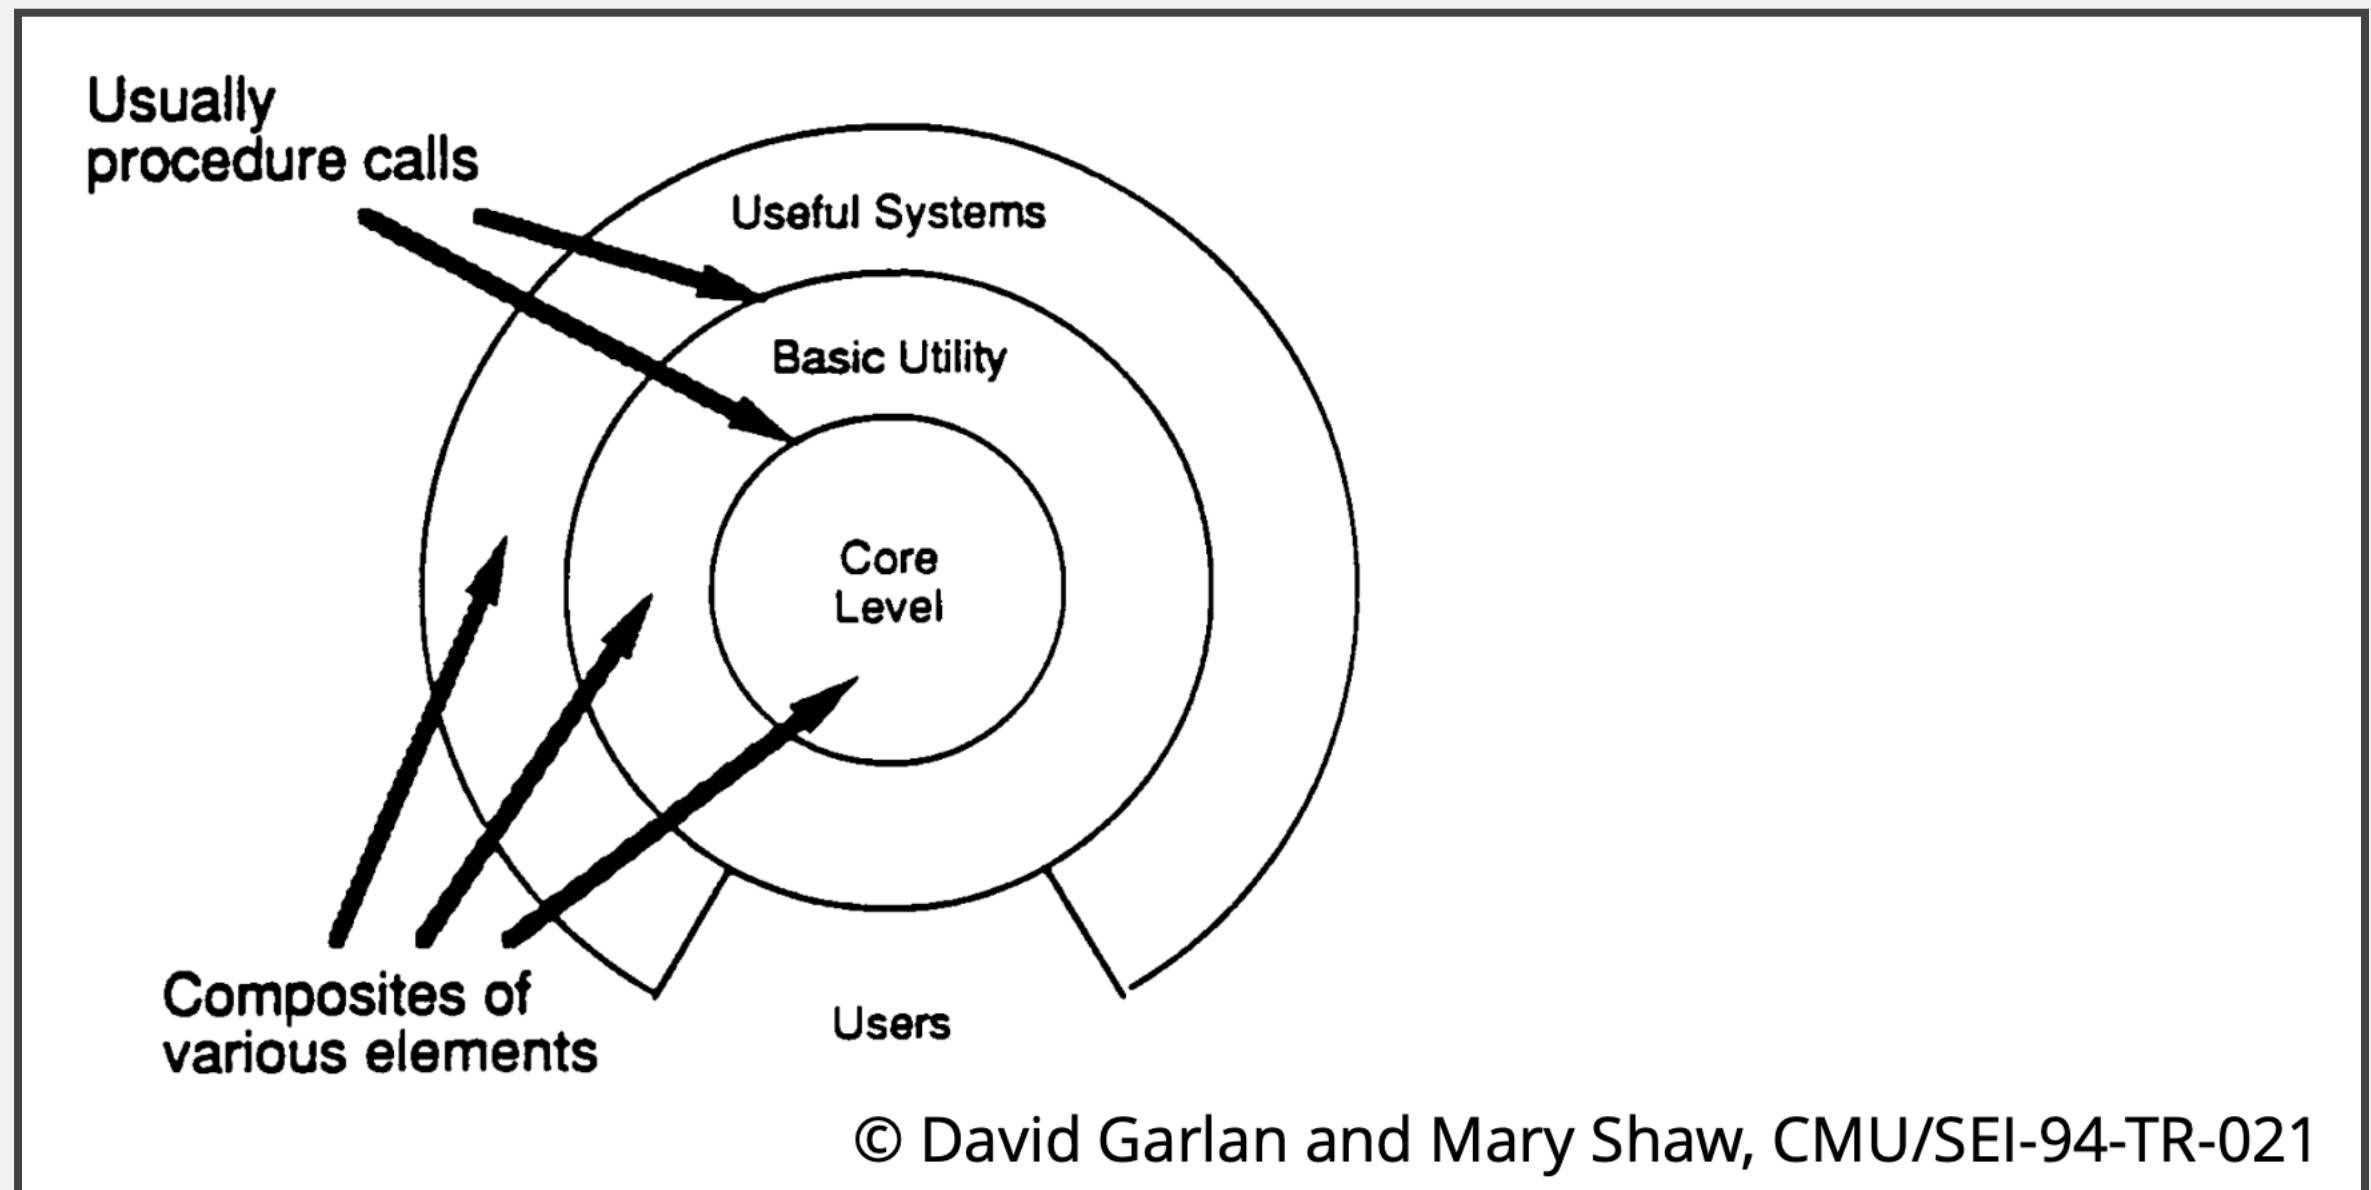 Usually
procedure calls
Useful Systems
Basic Utility
Core
Level
Composites of
various elements
Users
© David Garlan and Mary Shaw, CMU/SEI-94-TR-021